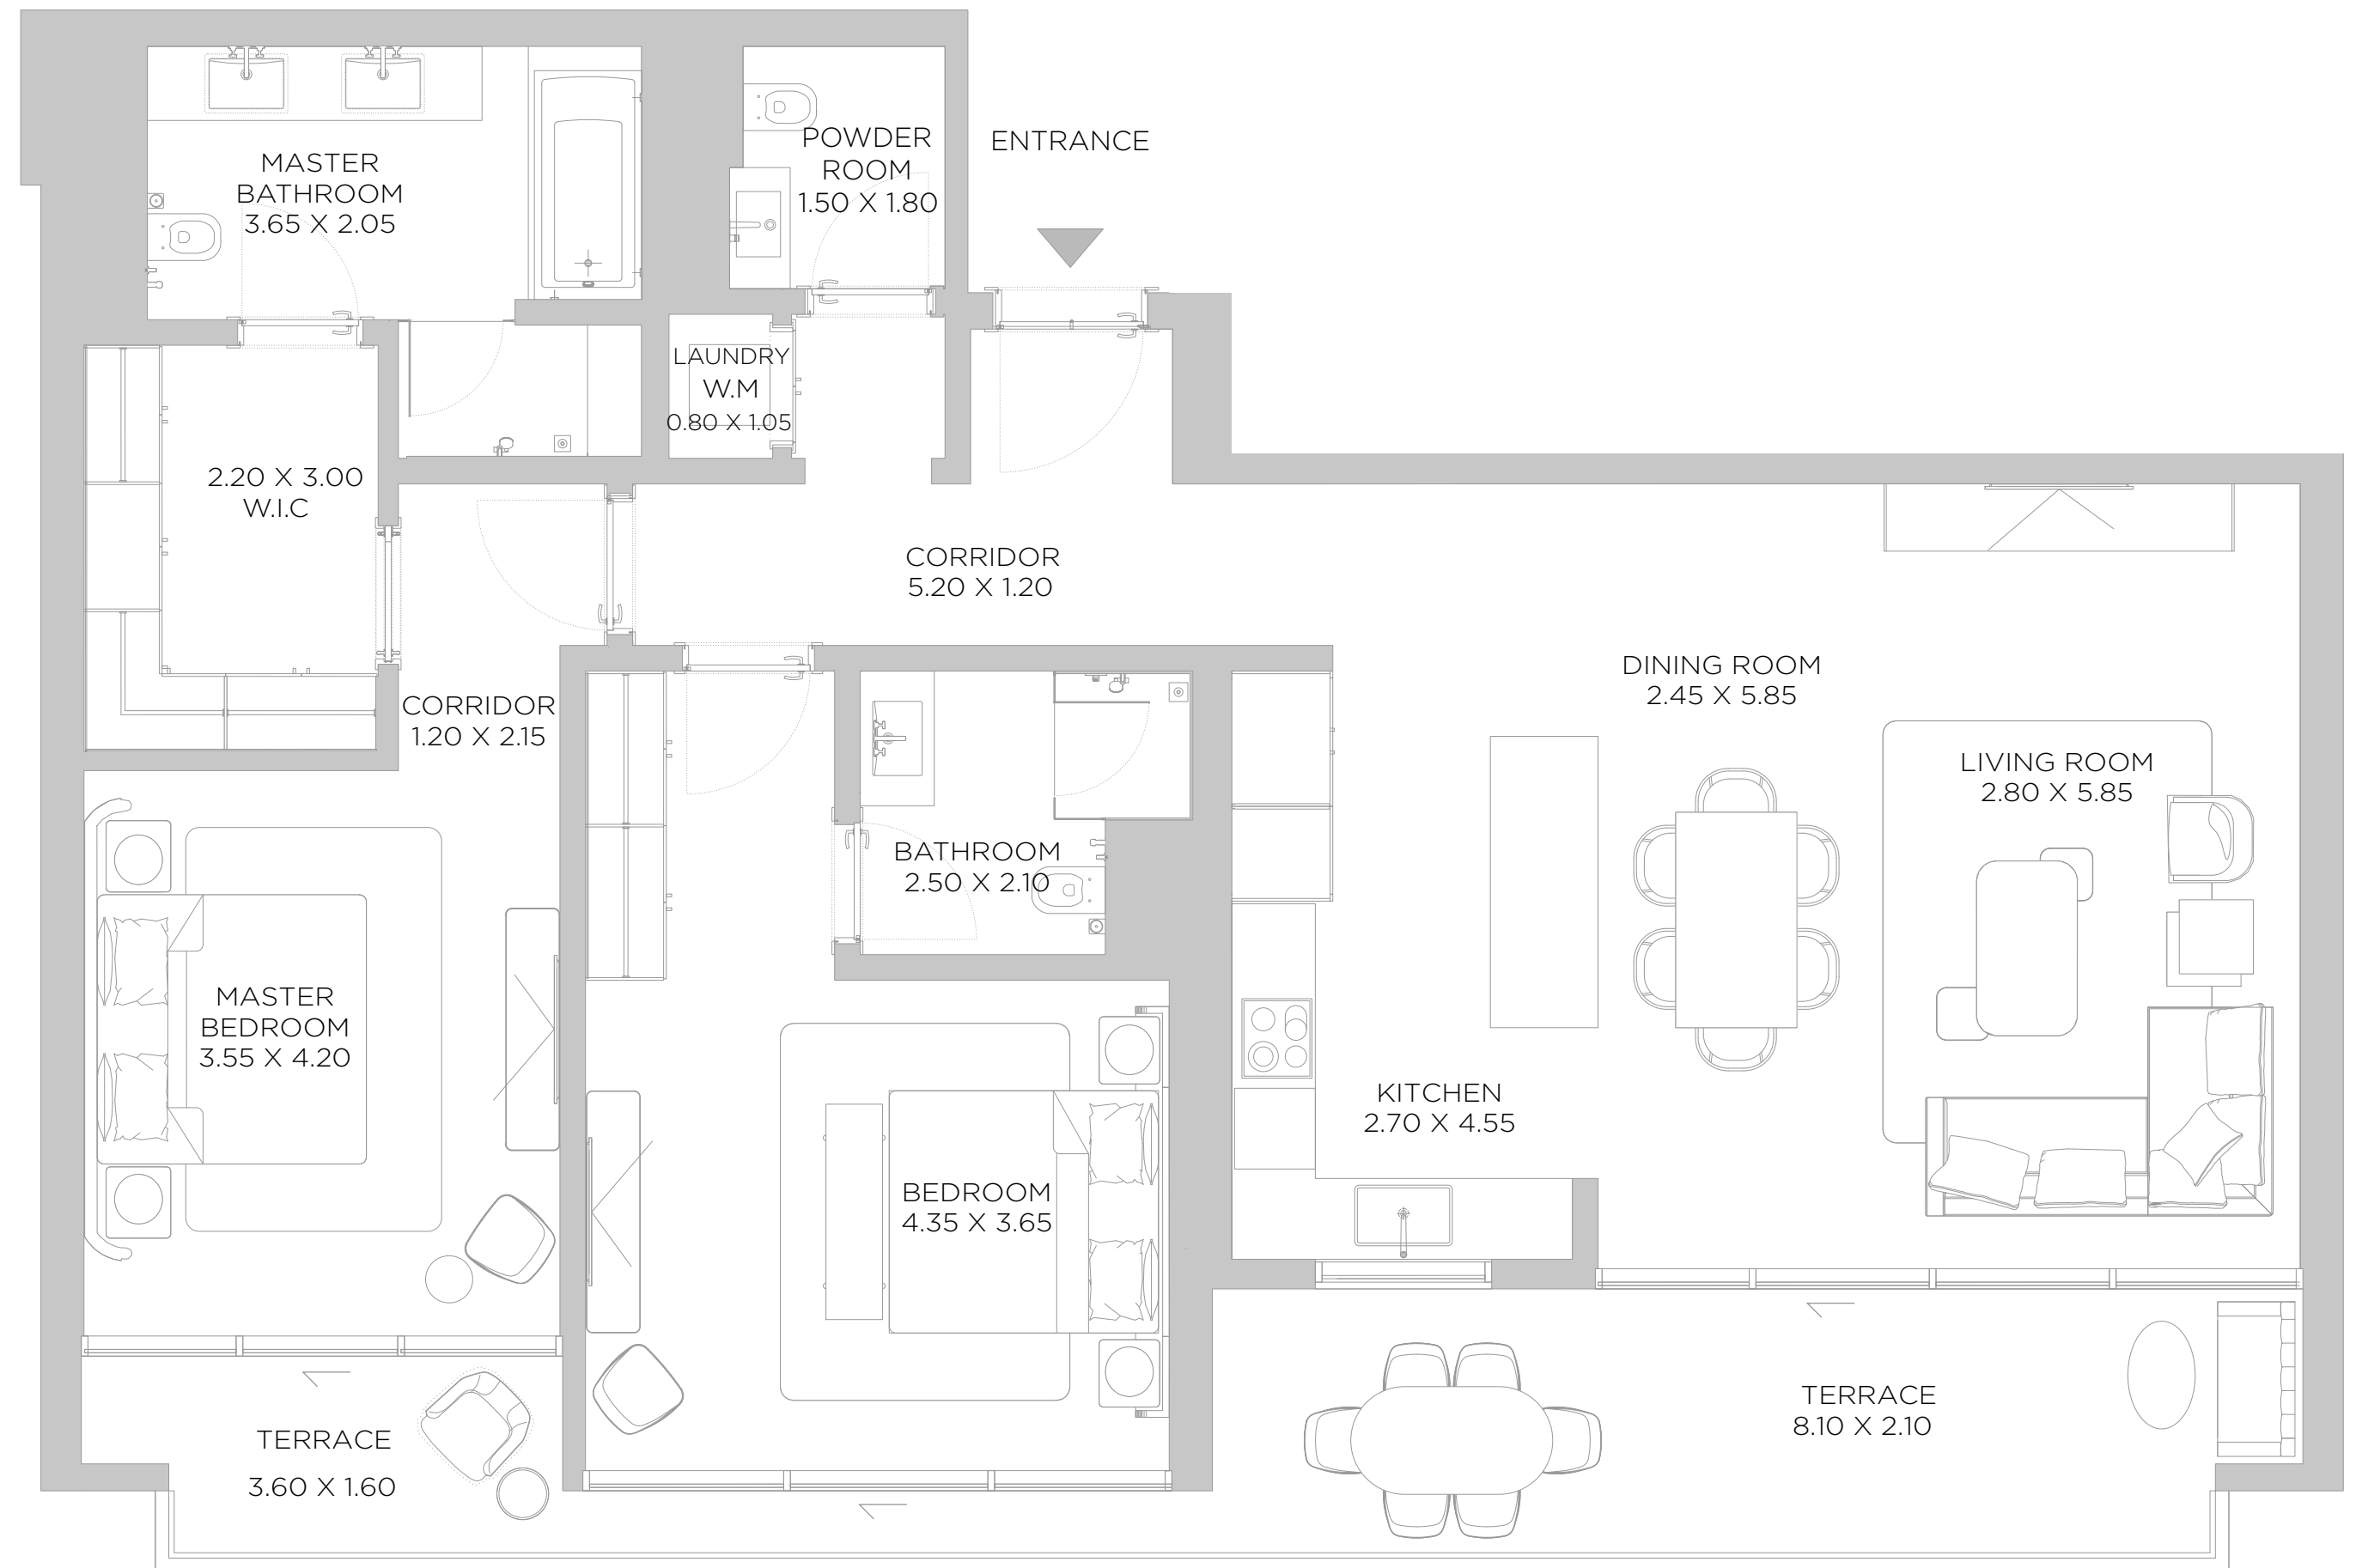 MASTER
BATHROOM
3.65 X 2.05
POWDER
ROOM
1.50 X 1.80
ENTRANCE
LAUNDRY
W.M
0.80 X 1.05
2.20 X 3.00
W.I.C
CORRIDOR
5.20 X 1.20
CORRIDOR
1.20 X 2.15
DINING ROOM
2.45 X 5.85
LIVING ROOM
2.80 X 5.85
BATHROOM
2.50 X 2.10
MASTER
BEDROOM
3.55 X 4.20
KITCHEN
2.70 X 4.55
BEDROOM
4.35 X 3.65
TERRACE
3.60 X 1.60
TERRACE
8.10 X 2.10